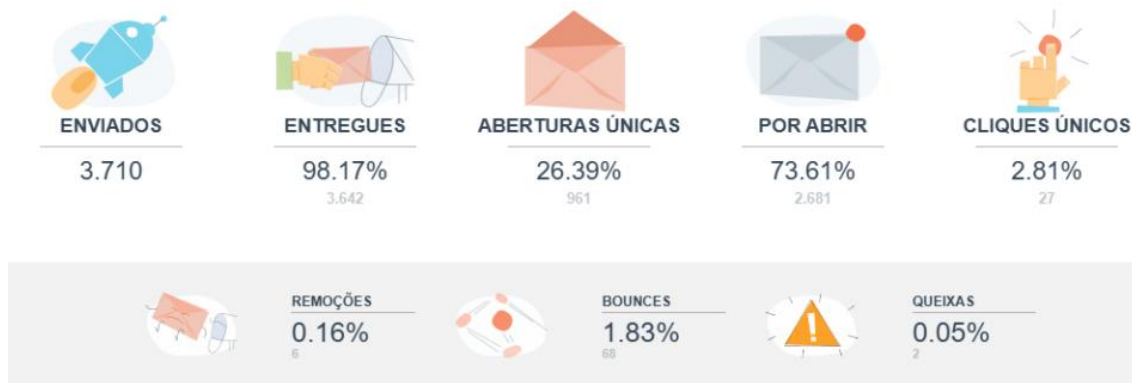 ENVIADOS
3.710
ENTREGUES
98.17%
3.642
ABERTURAS ÚNICAS
26.39%
961
POR ABRIR
73.61%
2.681
CLIQUES ÚNICOS
2.81%
27
REMOÇÕES
0.16%
6
BOUNCES
1.83%
68
QUEIXAS
0.05%
2